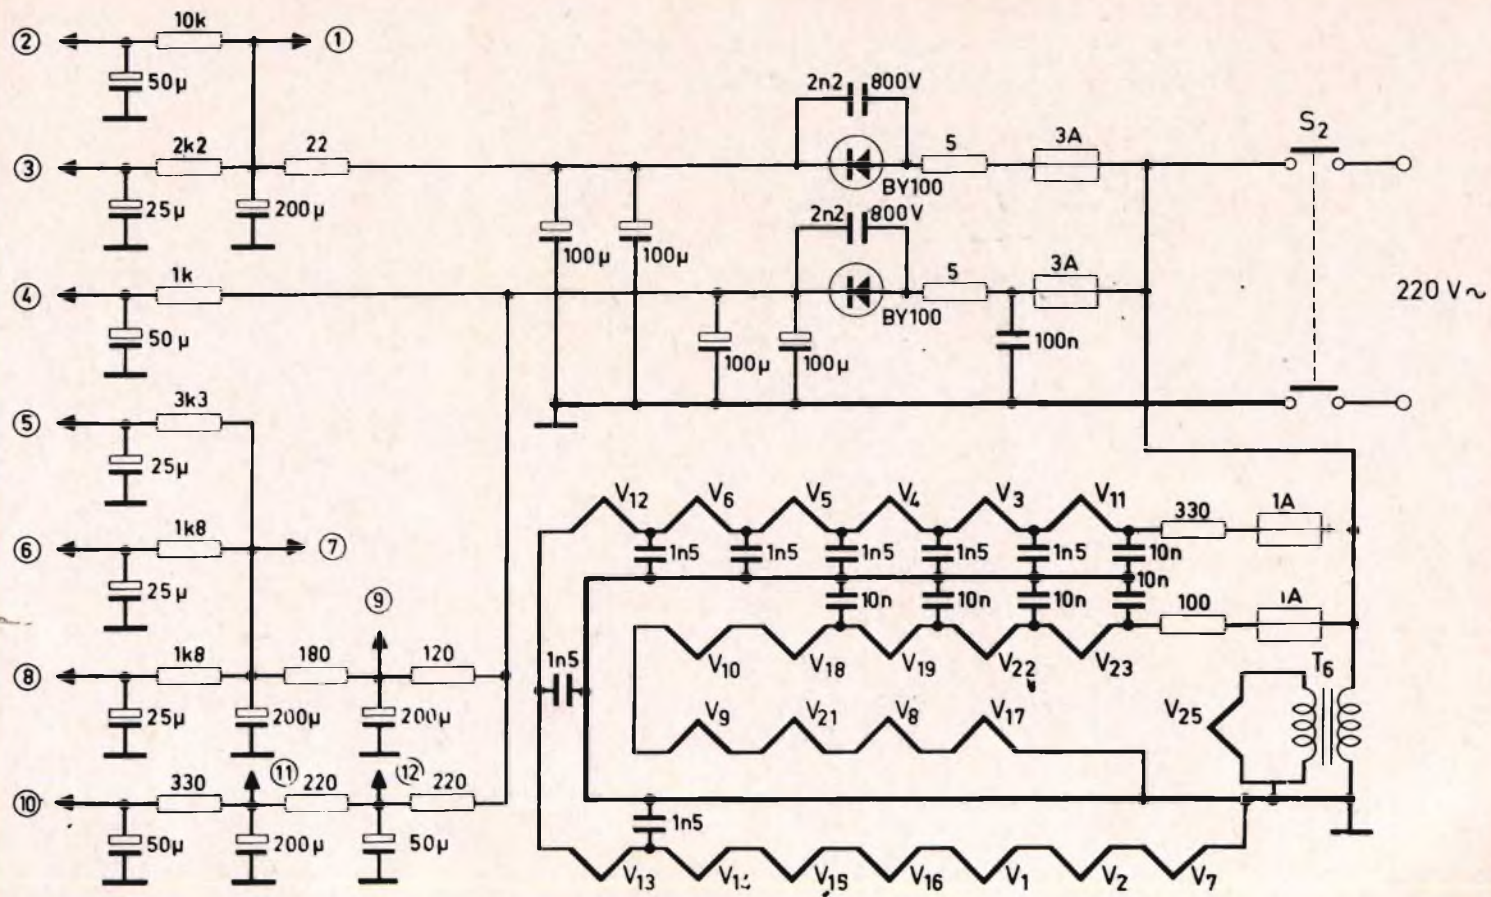 ② 10k ①
50µ
2n2 800V
S₂
③ 2k2 22 5 3A
BY100
25µ 200µ 2n2 800V
100µ 100µ
④ 1k 5 3A
220 V~
BY100
50µ 100µ 100µ 100n
⑤ 3k3
25µ
V₁₂ V₆ V₅ V₄ V₃ V₁₁ 330 1A
⑥ 1k8 ⑦
1n5 1n5 1n5 1n5 1n5 10n
25µ
10n 10n 10n 10n
⑨ 100 1A
⑧ 1k8 180 120
1n5 V₁₀ V₁₈ V₁₉ V₂₂ V₂₃ T₆
25µ 200µ 200µ V₉ V₂₁ V₈ V₁₇ V₂₅
⑩ 330 ⑪ 220 ⑫ 220
50µ 200µ 50µ 1n5
V₁₃ V₁₄ V₁₅ V₁₆ V₁ V₂ V₇